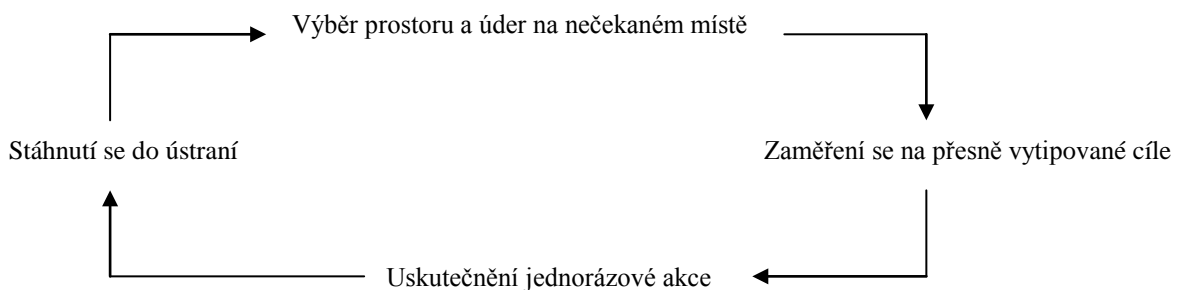 Výběr prostoru a úder na nečekaném místě
Stáhnutí se do ústraní
Zaměření se na přesně vytipované cíle
Uskutečnění jednorázové akce